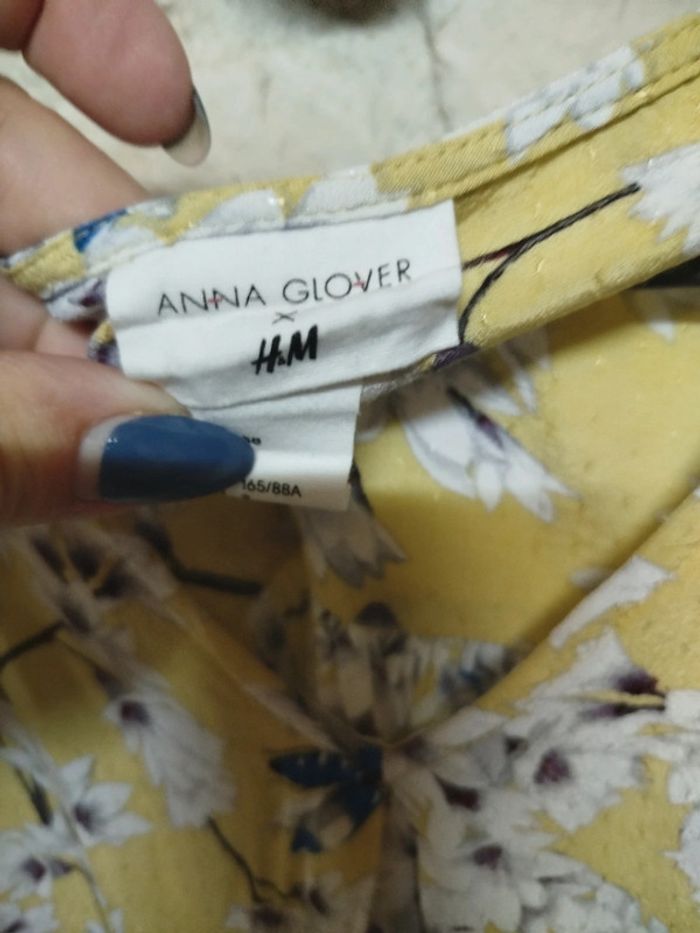 ANNA GLOVER
×
H&M
165/88A